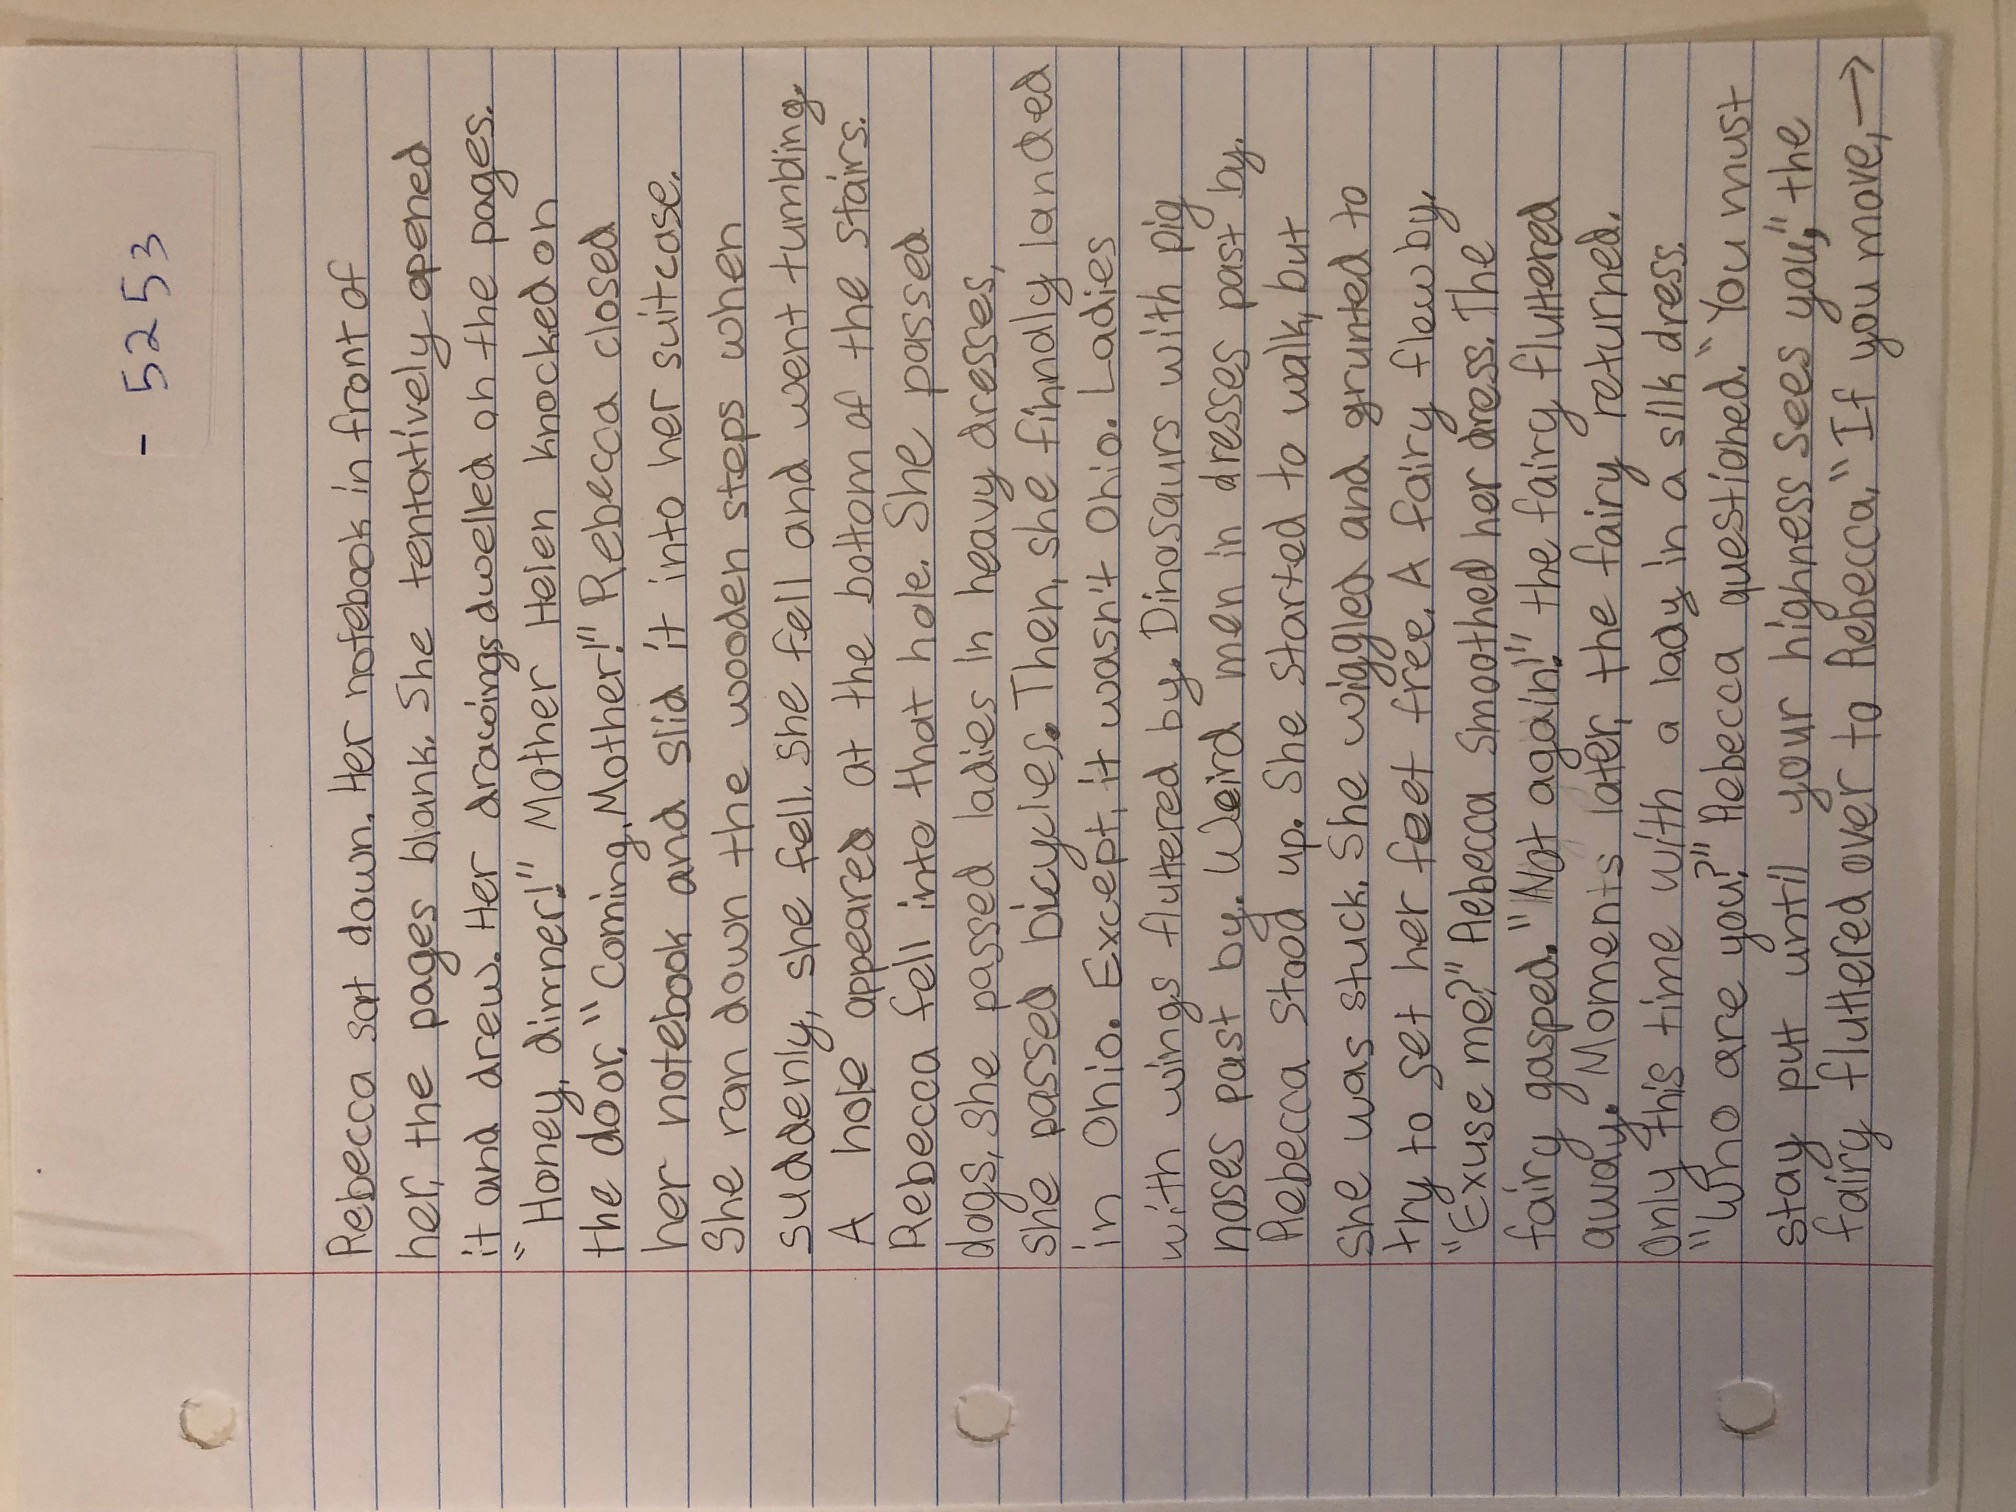 - 5253
Rebecca sat down. Her notebook in front of
her, the pages blank. She tentatively opened
it and drew. Her drawings dwelled on the pages.
"Honey, dinner!" Mother Helen knocked on
the door. "Coming, Mother!" Rebecca closed
her notebook and slid it into her suitcase.
She ran down the wooden steps when
suddenly, she fell. She fell and went tumbling.
A hole appeared at the bottom of the stairs.
Rebecca fell into that hole. She passed
dogs, she passed ladies in heavy dresses,
she passed bicycles. Then, she finnaly landed
in Ohio. Except, it wasn't Ohio. Ladies
with wings fluttered by. Dinosaurs with pig
noses past by. Weird men in dresses past by.
Rebecca stood up. She started to walk, but
she was stuck. She wiggled and grunted to
try to set her feet free. A fairy flew by.
"Exuse me?" Rebecca smoothed her dress. The
fairy gasped. "Not again!" the fairy fluttered
away. Moments later, the fairy returned.
Only this time with a lady in a silk dress.
"Who are you?" Rebecca questioned. "You must
stay put until your highness sees you," the
fairy fluttered over to Rebecca. "If you move, →